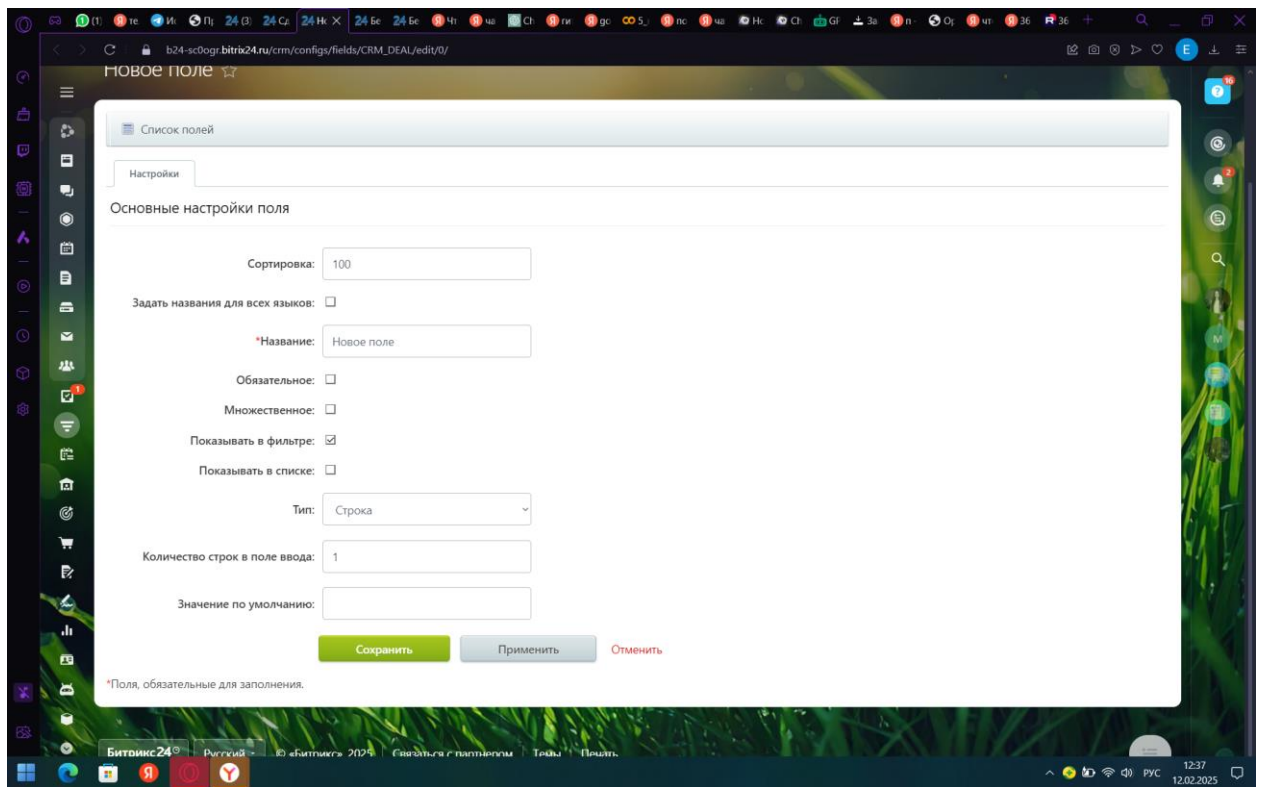 b24-sc0ogr.bitrix24.ru/crm/configs/fields/CRM_DEAL/edit/0/
Новое поле
16
Список полей
Настройки
2
Основные настройки поля
Сортировка: 100
Задать названия для всех языков:
*Название: Новое поле
М
Обязательное:
1
Множественное:
Показывать в фильтре:
Показывать в списке:
Тип: Строка
Количество строк в поле ввода: 1
Значение по умолчанию:
Сохранить Применить Отменить
*Поля, обязательные для заполнения.
Битрикс24 Русский © «Битрикс», 2025 Связаться с партнером Темы Печать
РУС 12:37
12.02.2025